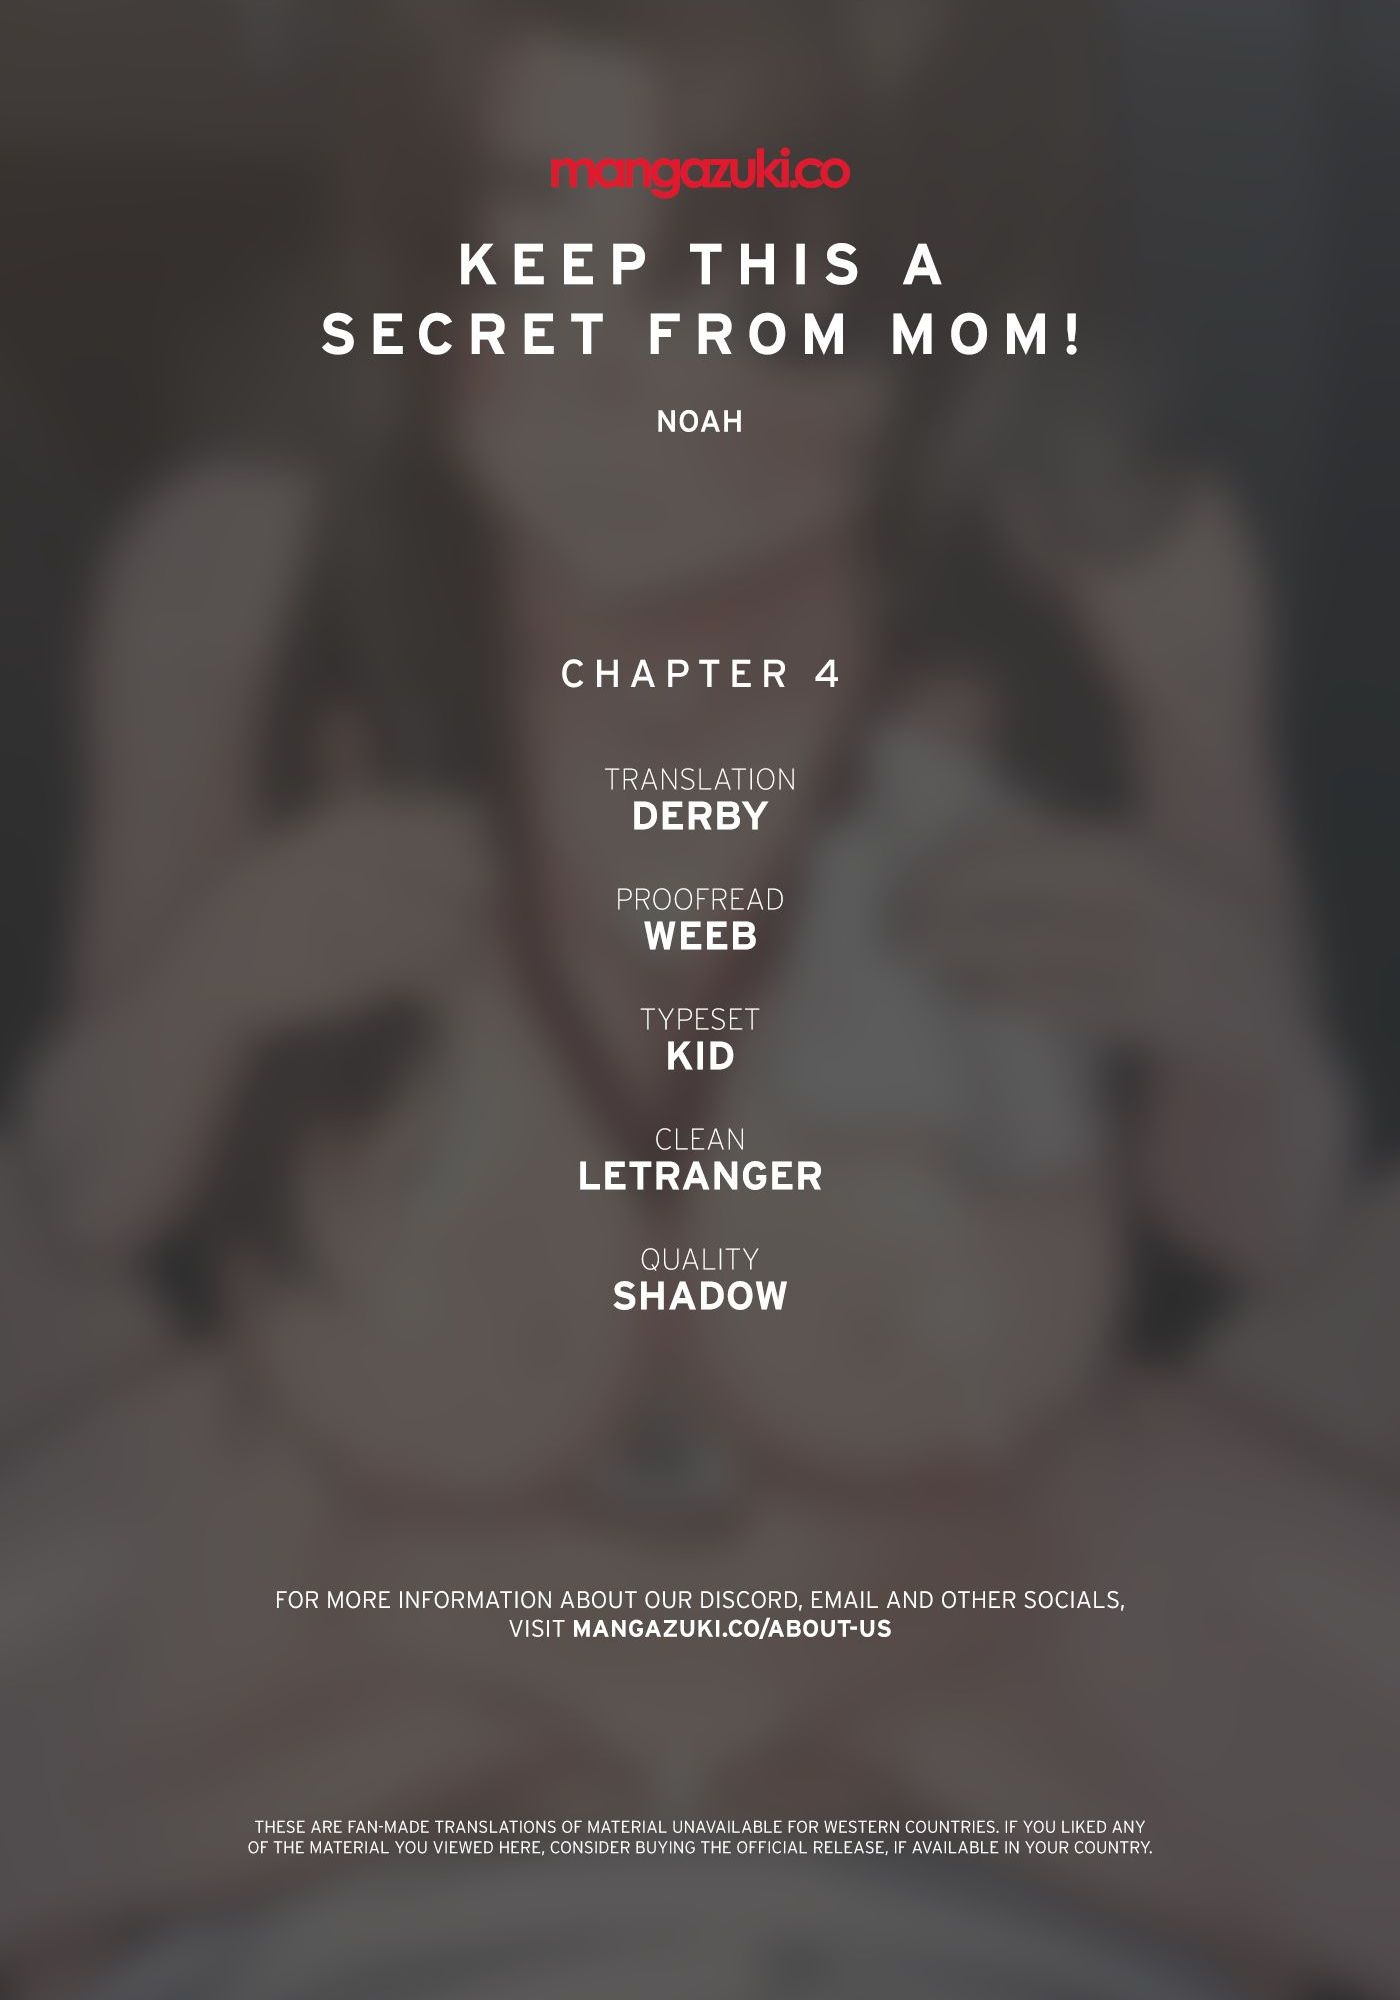 mangazuki.co
KEEP THIS A
SECRET FROM MOM!
NOAH
CHAPTER 4
TRANSLATION
DERBY
PROOFREAD
WEEB
TYPESET
KID
CLEAN
LETRANGER
QUALITY
SHADOW
FOR MORE INFORMATION ABOUT OUR DISCORD, EMAIL AND OTHER SOCIALS,
VISIT MANGAZUKI.CO/ABOUT-US
THESE ARE FAN-MADE TRANSLATIONS OF MATERIAL UNAVAILABLE FOR WESTERN COUNTRIES. IF YOU LIKED ANY
OF THE MATERIAL YOU VIEWED HERE, CONSIDER BUYING THE OFFICIAL RELEASE, IF AVAILABLE IN YOUR COUNTRY.